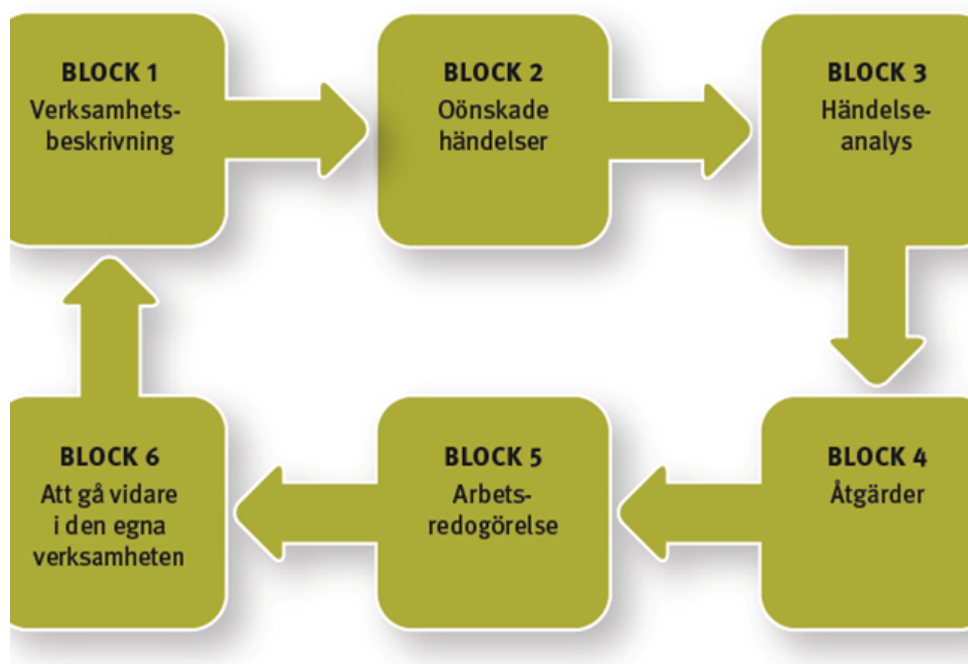 BLOCK 1
Verksamhets-
beskrivning
BLOCK 2
Oönskade
händelser
BLOCK 3
Händelse-
analys
BLOCK 4
Åtgärder
BLOCK 5
Arbets-
redogörelse
BLOCK 6
Att gå vidare
i den egna
verksamheten